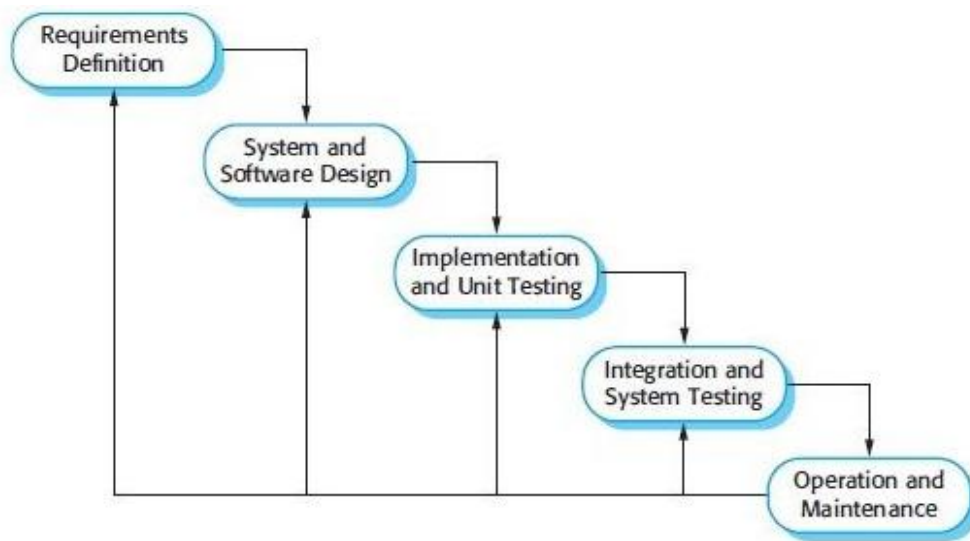 Requirements
Definition
System and
Software Design
Implementation
and Unit Testing
Integration and
System Testing
Operation and
Maintenance